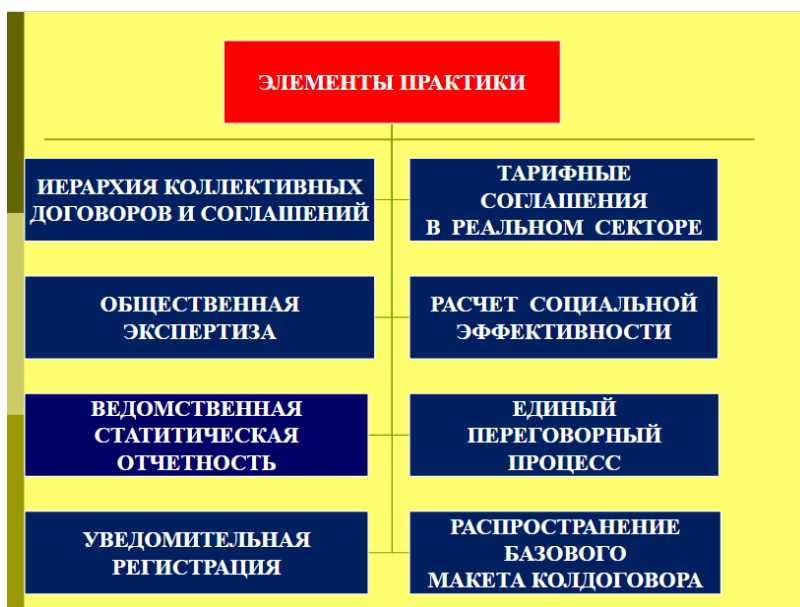 ЭЛЕМЕНТЫ ПРАКТИКИ
ИЕРАРХИЯ КОЛЛЕКТИВНЫХ
ДОГОВОРОВ И СОГЛАШЕНИЙ
ТАРИФНЫЕ
СОГЛАШЕНИЯ
В РЕАЛЬНОМ СЕКТОРЕ
ОБЩЕСТВЕННАЯ
ЭКСПЕРТИЗА
РАСЧЕТ СОЦИАЛЬНОЙ
ЭФФЕКТИВНОСТИ
ВЕДОМСТВЕННАЯ
СТАТИТИЧЕСКАЯ
ОТЧЕТНОСТЬ
ЕДИНЫЙ
ПЕРЕГОВОРНЫЙ
ПРОЦЕСС
УВЕДОМИТЕЛЬНАЯ
РЕГИСТРАЦИЯ
РАСПРОСТРАНЕНИЕ
БАЗОВОГО
МАКЕТА КОЛДОГОВОРА